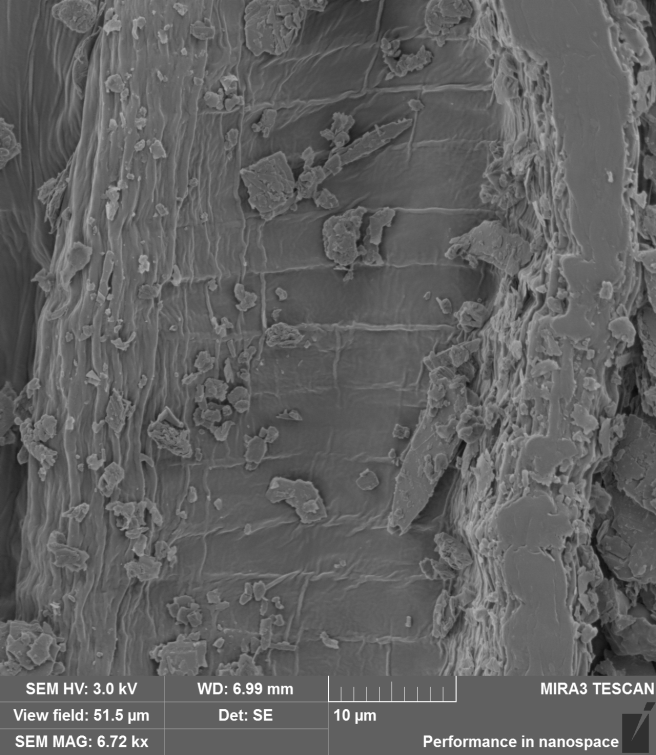 SEM HV: 3.0 kV WD: 6.99 mm MIRA3 TESCAN
View field: 51.5 µm Det: SE 10 µm
SEM MAG: 6.72 kx Performance in nanospace